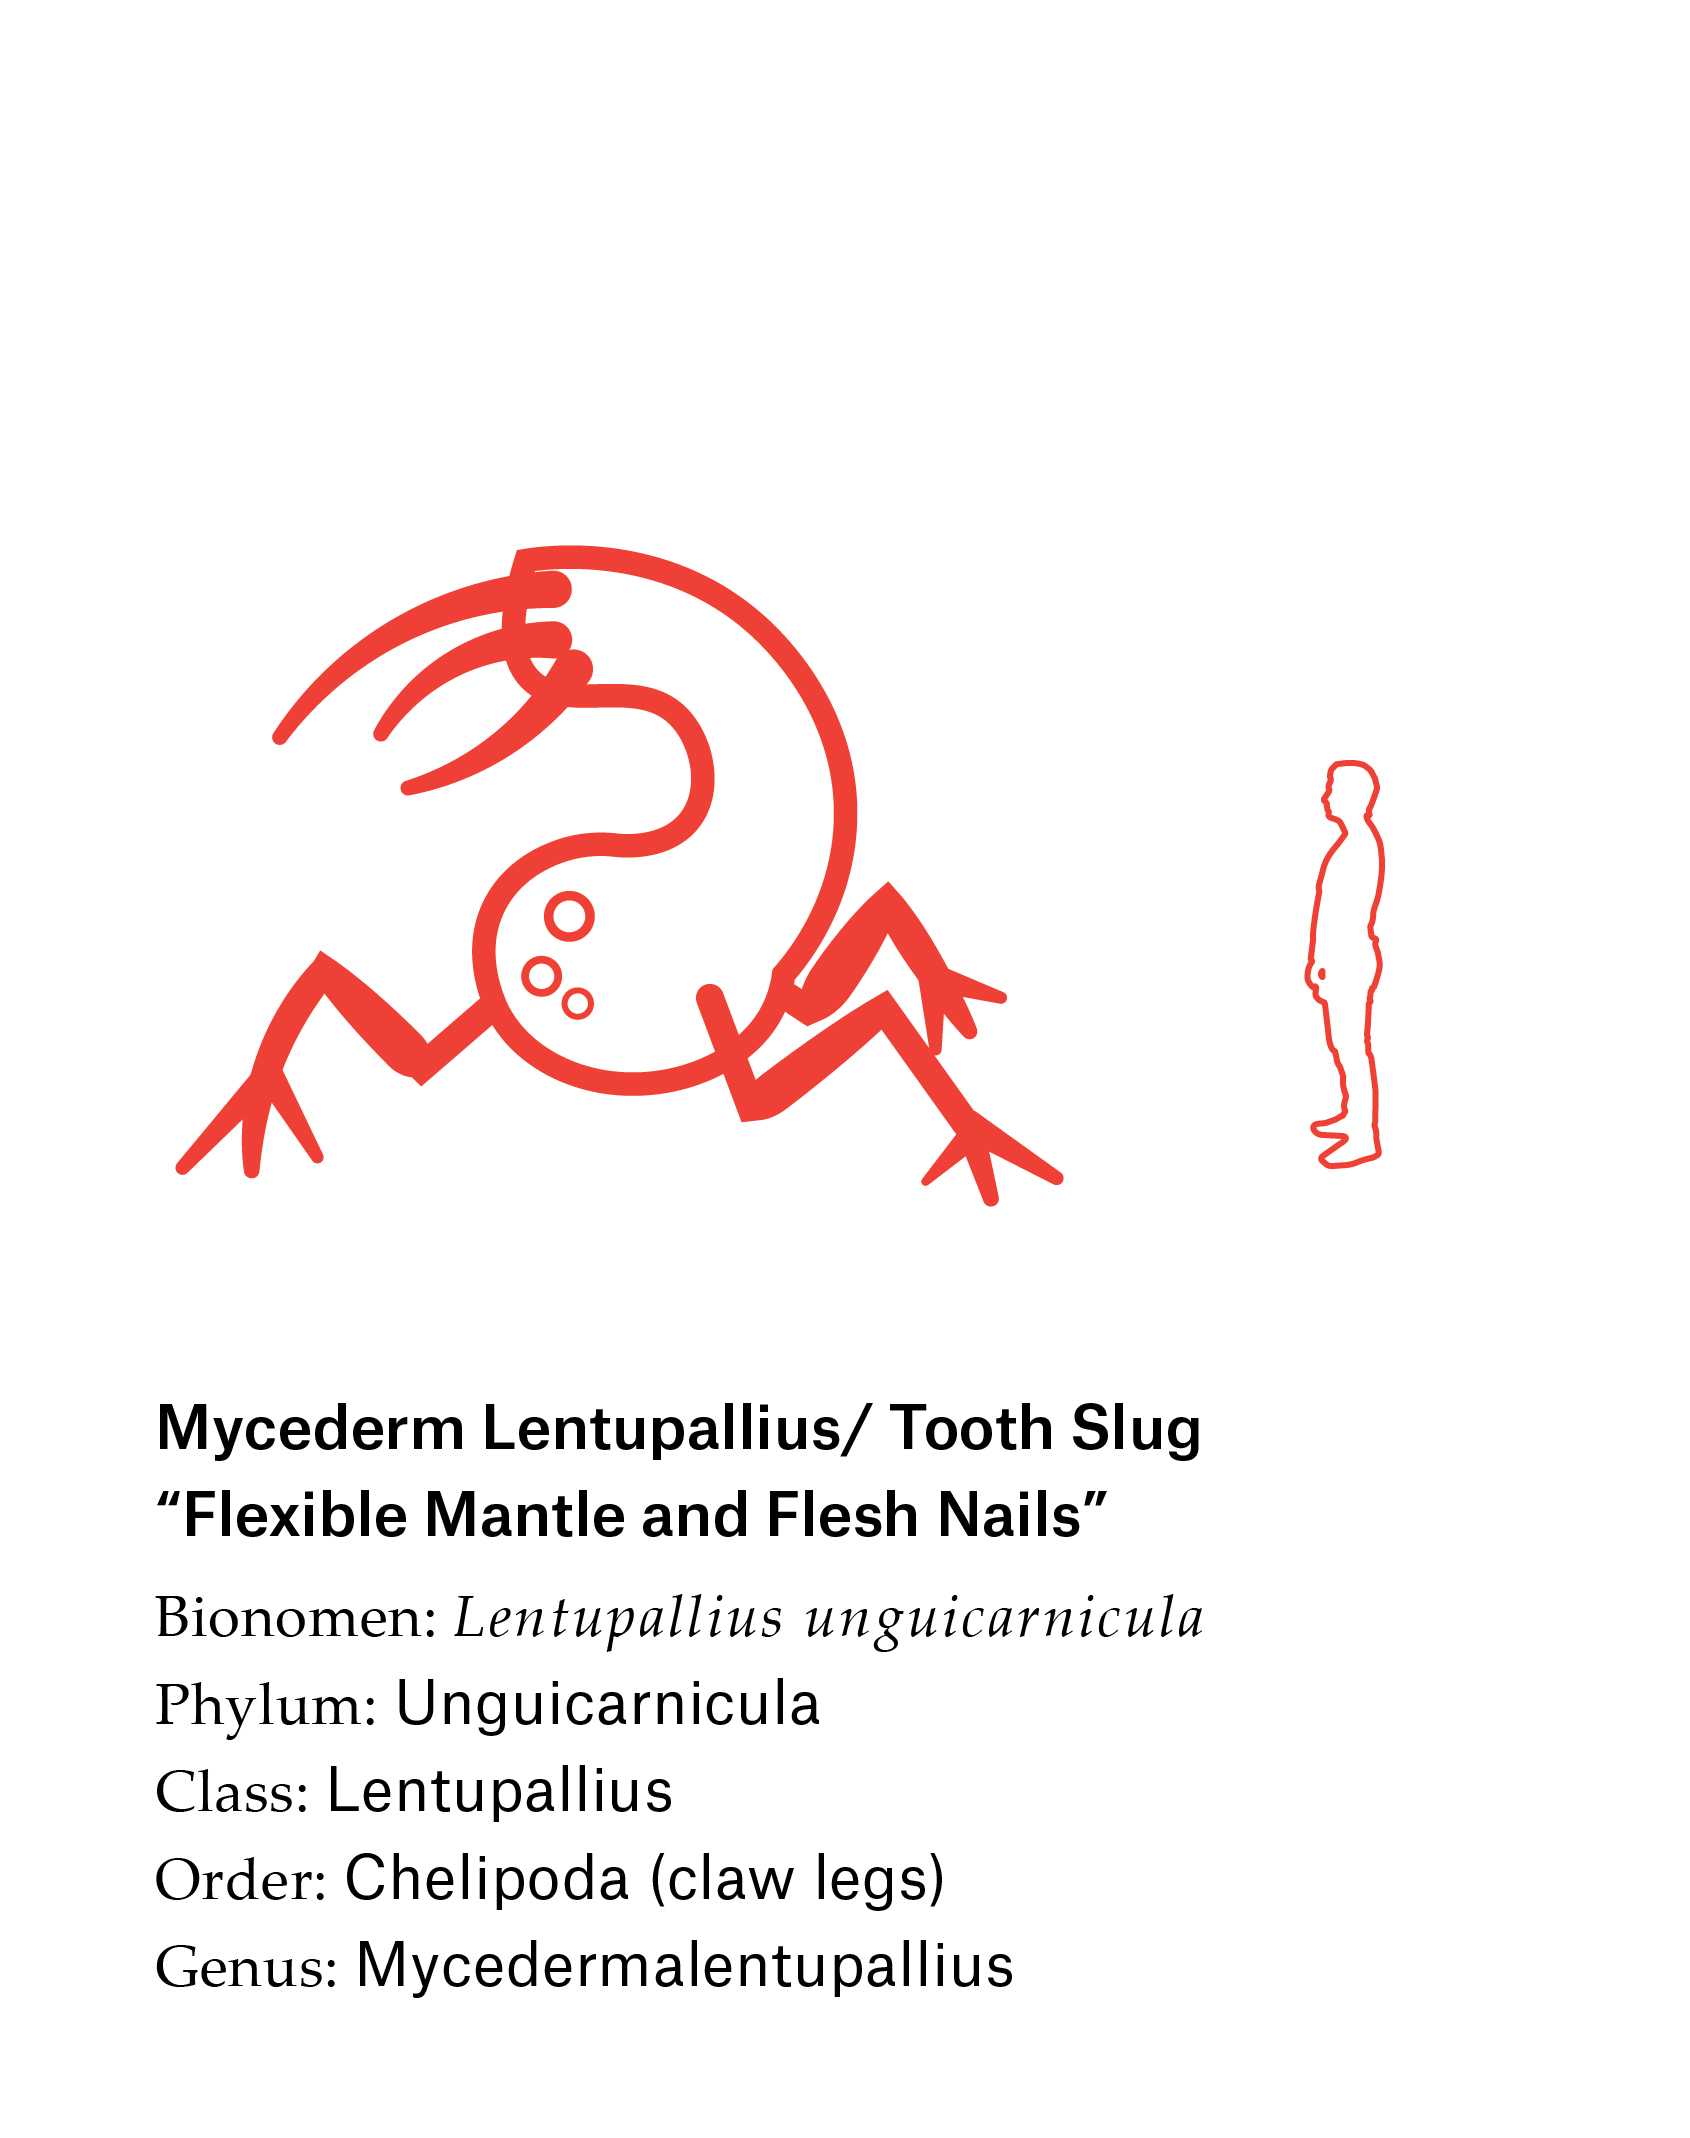 Mycederm Lentupallius/ Tooth Slug
“Flexible Mantle and Flesh Nails”
Bionomen: Lentupallius unguicarnicula
Phylum: Unguicarnicula
Class: Lentupallius
Order: Chelipoda (claw legs)
Genus: Mycedermalentupallius